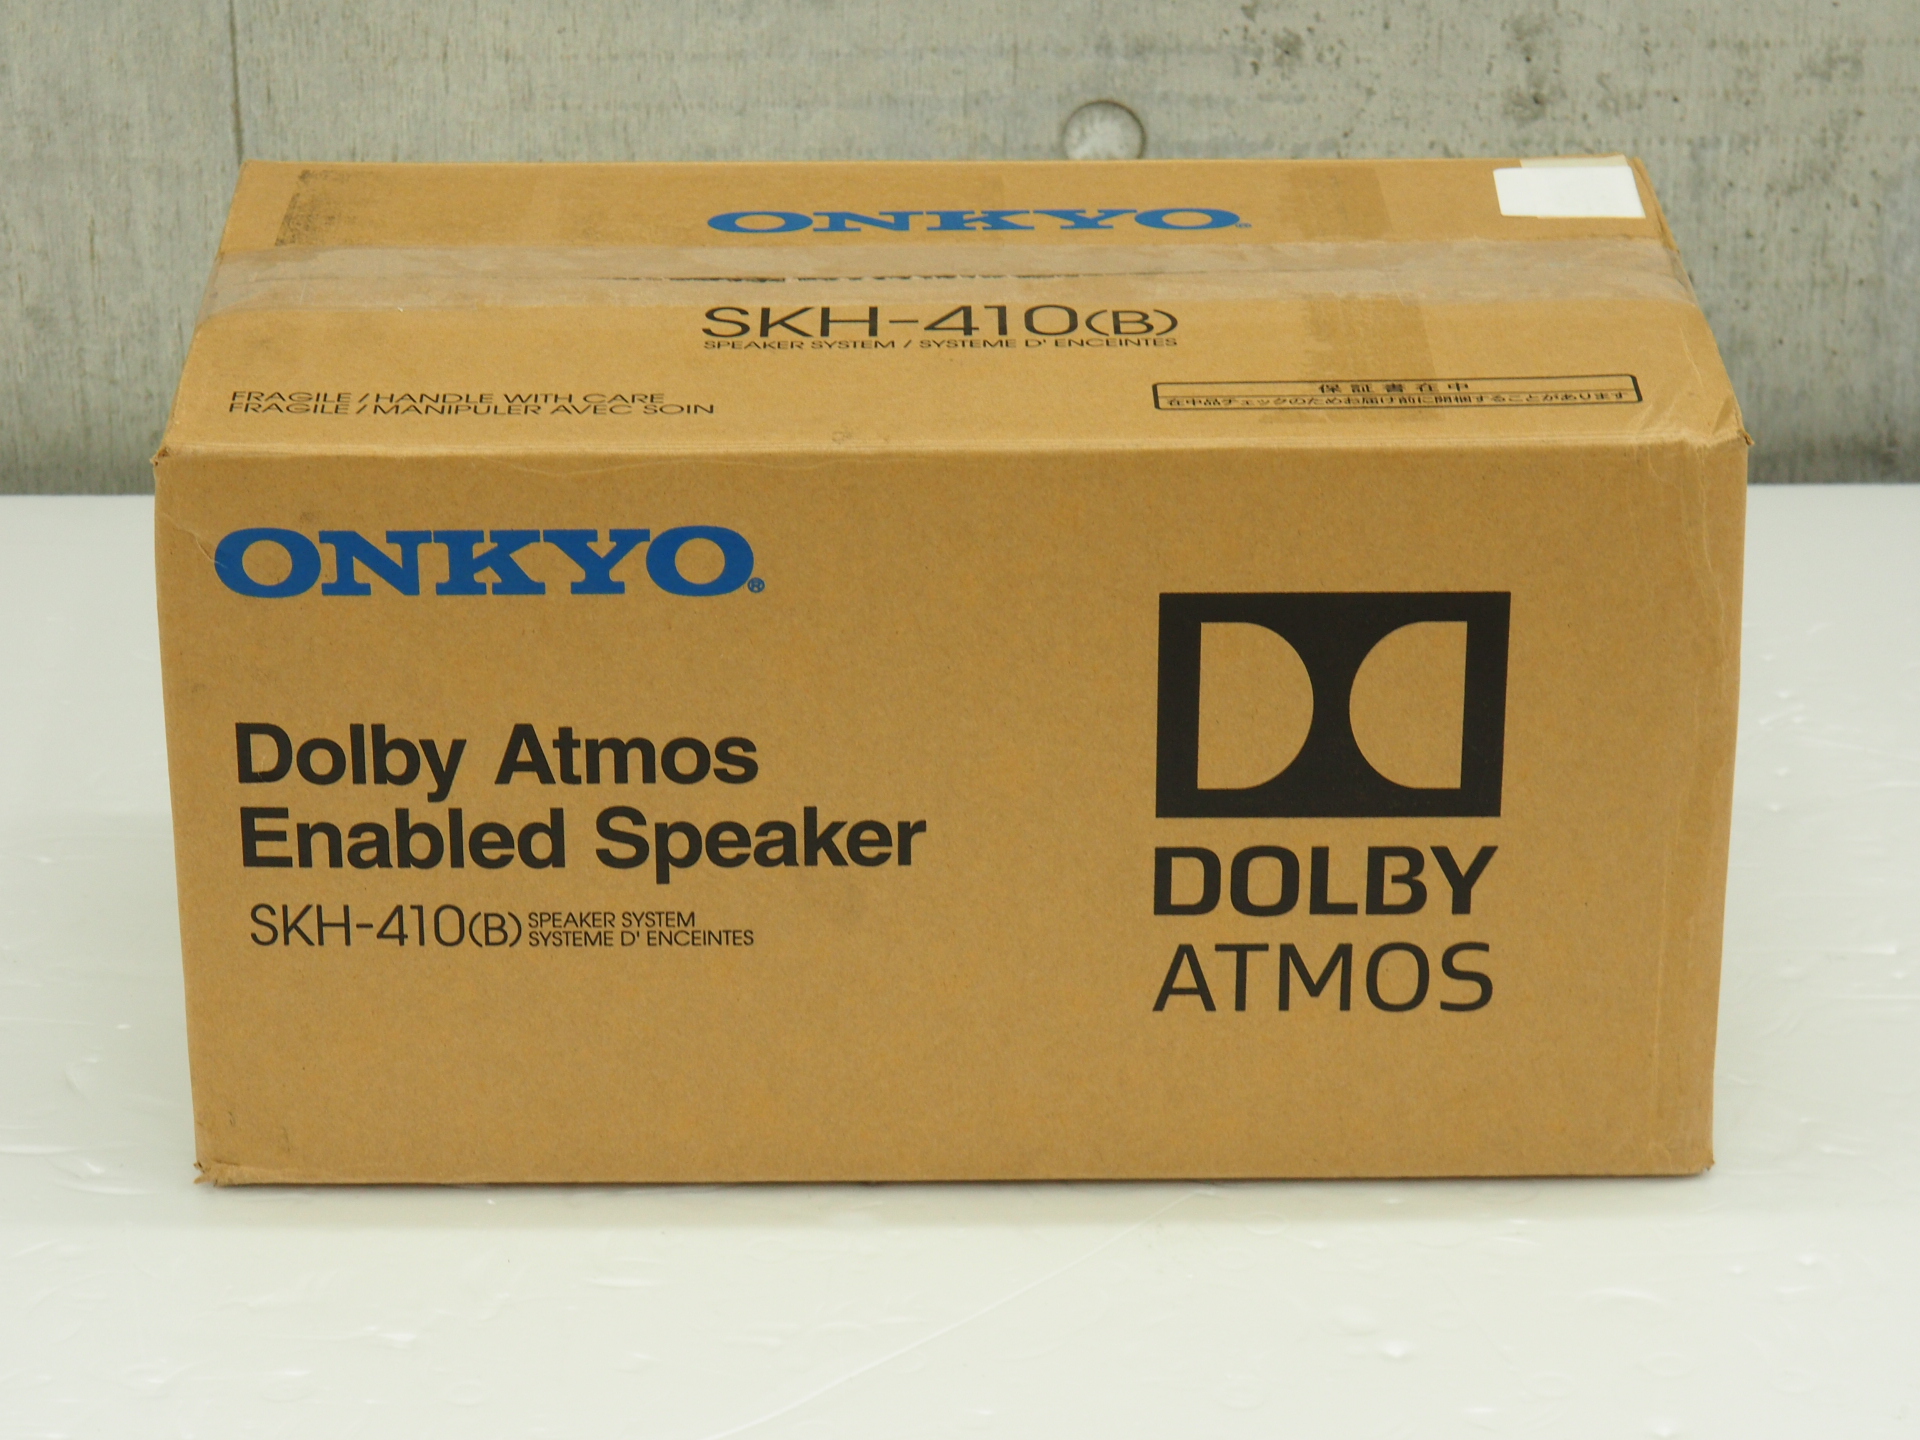 ONKYO®
SKH-410(B)
SPEAKER SYSTEM / SYSTEME D' ENCEINTES
FRAGILE / HANDLE WITH CARE
FRAGILE / MANIPULER AVEC SOIN
保証書在中
在中品チェックのためお届け前に開梱することがあります
ONKYO®
Dolby Atmos
Enabled Speaker
SKH-410(B) SPEAKER SYSTEM
SYSTEME D' ENCEINTES
DOLBY
ATMOS